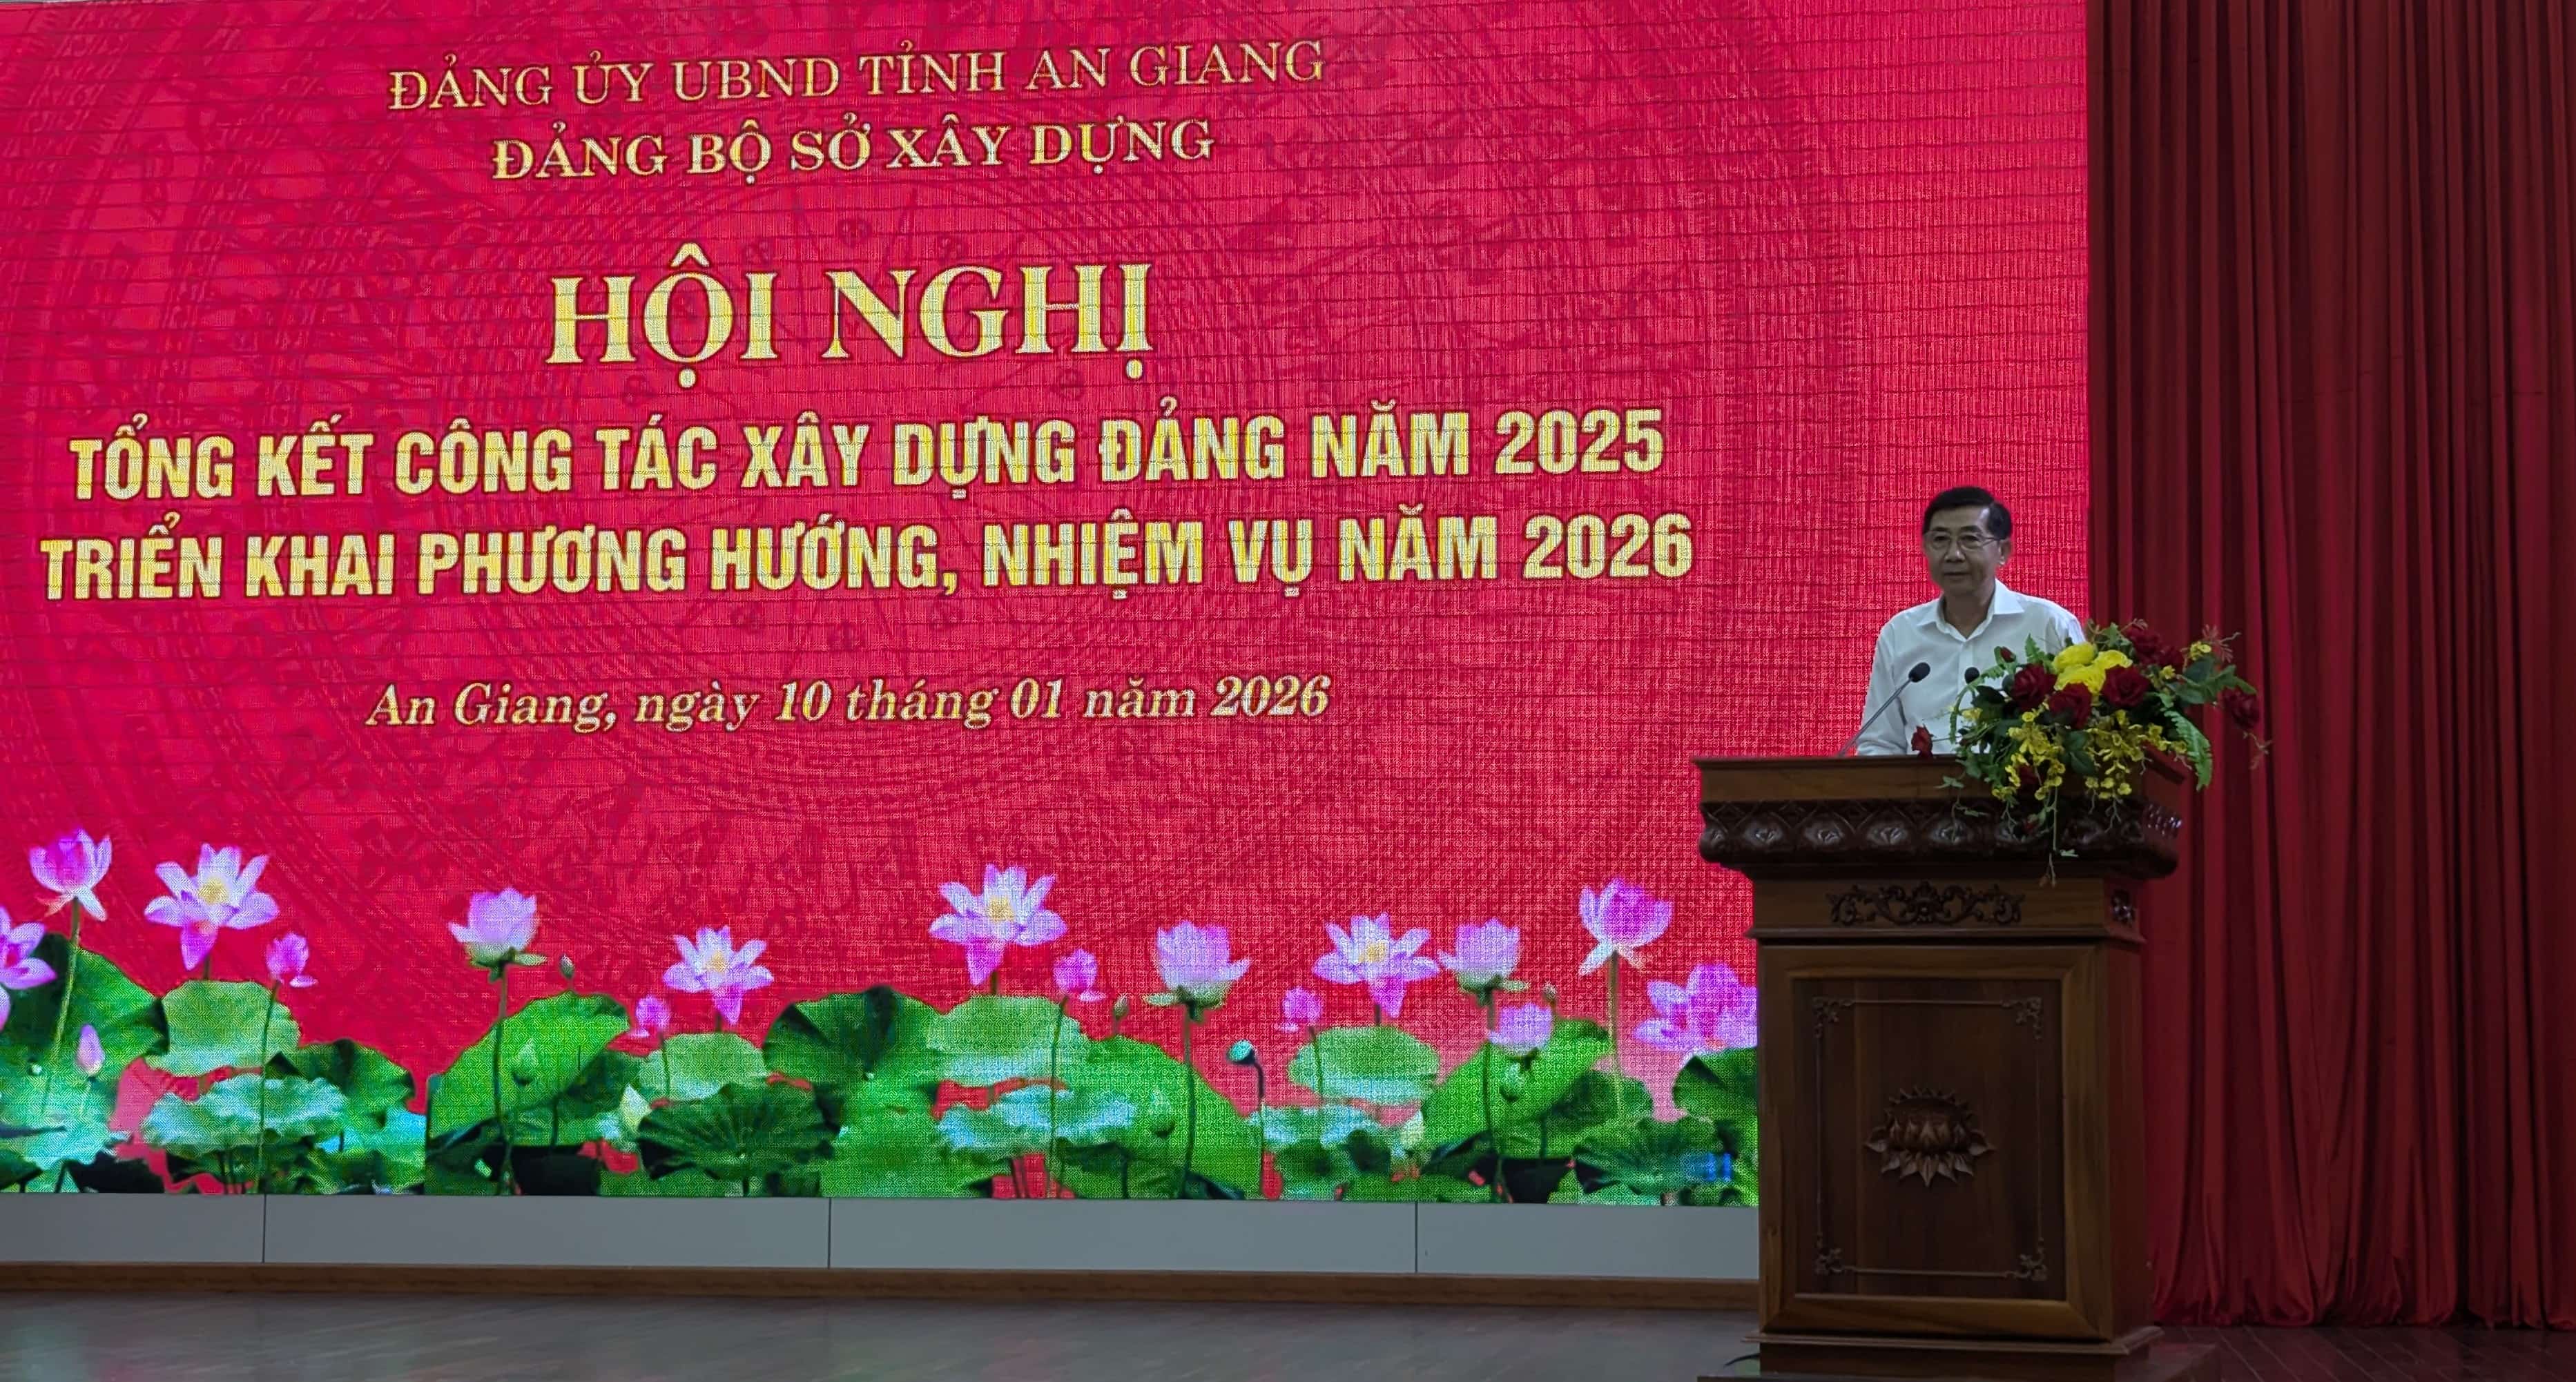 ĐẢNG ỦY UBND TỈNH AN GIANG
ĐẢNG BỘ SỞ XÂY DỰNG
HỘI NGHỊ
TỔNG KẾT CÔNG TÁC XÂY DỰNG ĐẢNG NĂM 2025
TRIỂN KHAI PHƯƠNG HƯỚNG, NHIỆM VỤ NĂM 2026
An Giang, ngày 10 tháng 01 năm 2026